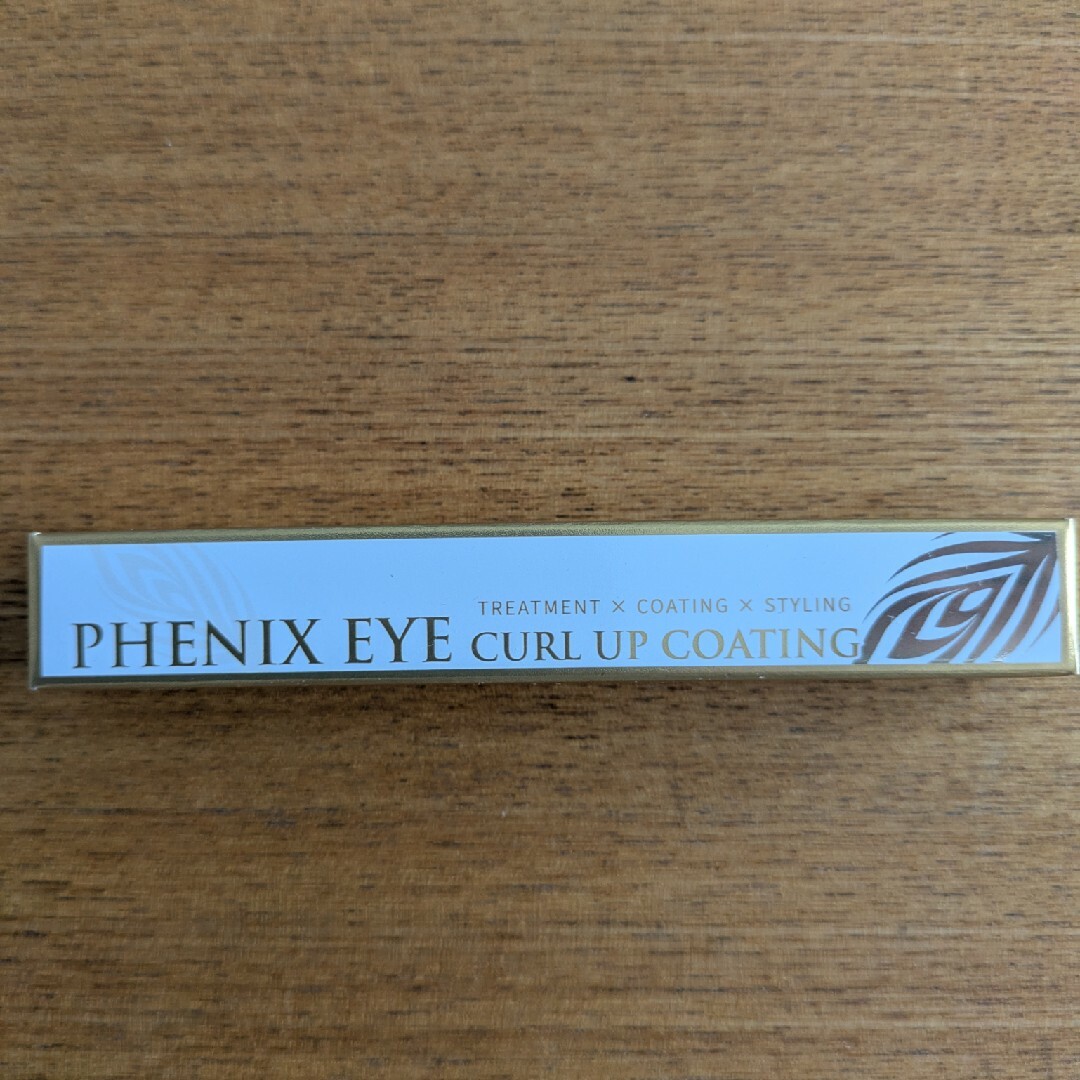 TREATMENT × COATING × STYLING
PHENIX EYE CURL UP COATING